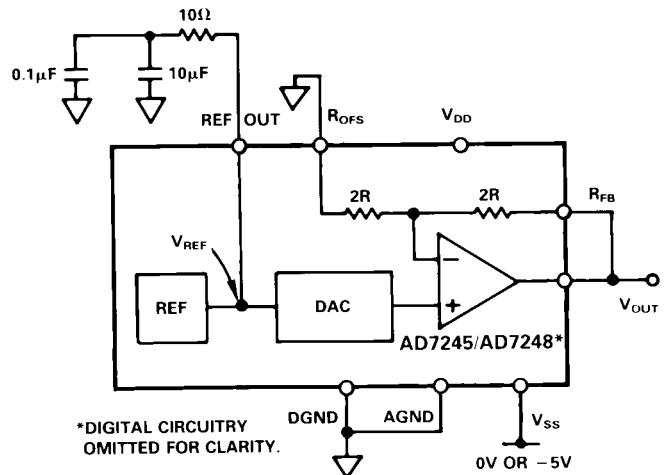 10Ω
0.1μF
10μF
REF OUT
R_OFS
V_DD
2R
2R
R_FB
V_REF
REF
DAC
−
+
AD7245/AD7248*
V_OUT
DGND
AGND
V_SS
*DIGITAL CIRCUITRY
OMITTED FOR CLARITY.
0V OR −5V